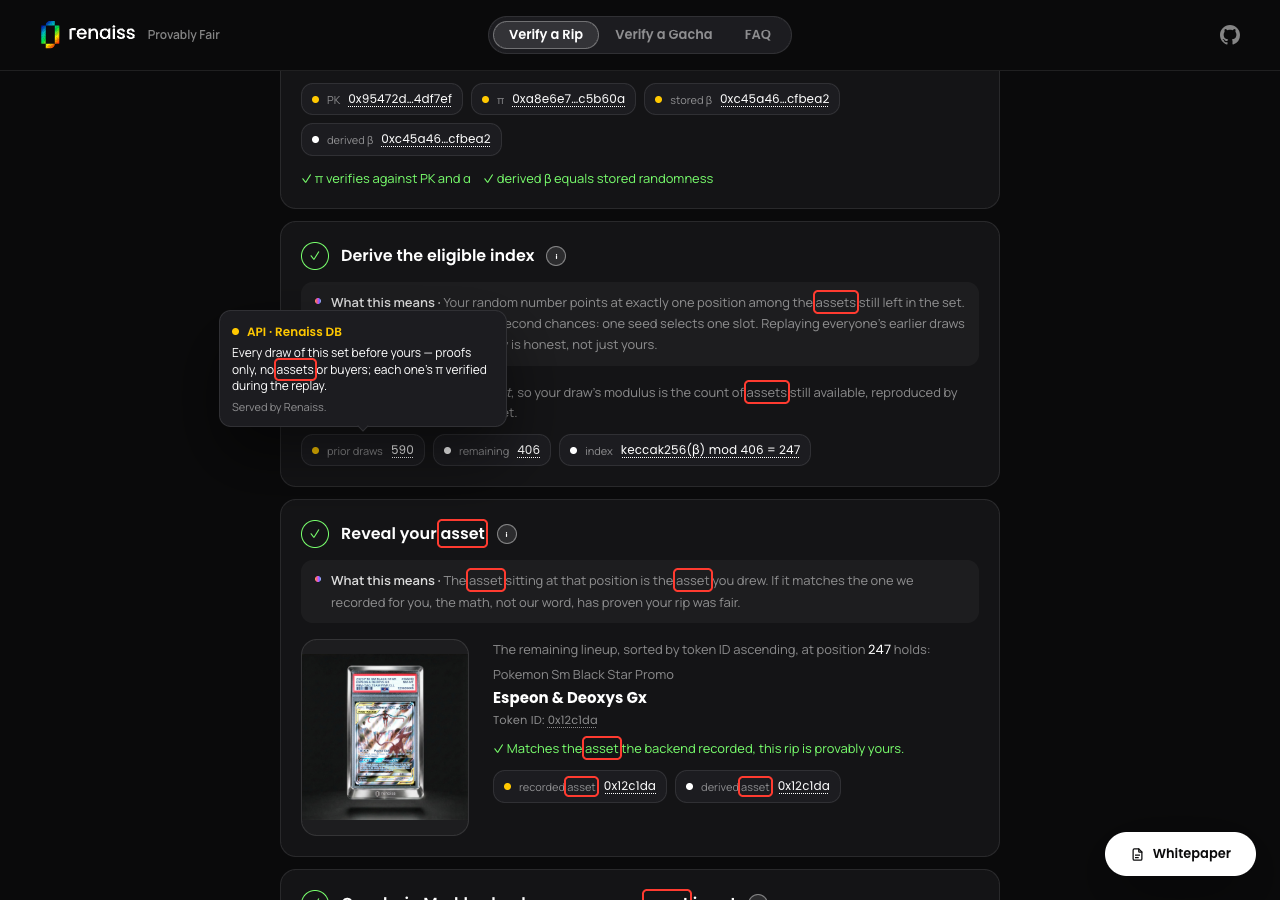 renaiss Provably Fair Verify a Rip Verify a Gacha FAQ
PK 0x95472d…4df7ef π 0xa8e6e7…c5b60a stored β 0xc45a46…cfbea2
derived β 0xc45a46…cfbea2
✓ π verifies against PK and α ✓ derived β equals stored randomness
✓ Derive the eligible index i
What this means · Your random number points at exactly one position among the assets still left in the set.
econd chances: one seed selects one slot. Replaying everyone's earlier draws
is honest, not just yours.
API · Renaiss DB
Every draw of this set before yours — proofs
only, no assets or buyers; each one's π verified
during the replay.
Served by Renaiss.
t, so your draw's modulus is the count of assets still available, reproduced by
et.
prior draws 590 remaining 406 index keccak256(β) mod 406 = 247
✓ Reveal your asset i
What this means · The asset sitting at that position is the asset you drew. If it matches the one we
recorded for you, the math, not our word, has proven your rip was fair.
The remaining lineup, sorted by token ID ascending, at position 247 holds:
Pokemon Sm Black Star Promo
Espeon & Deoxys Gx
Token ID: 0x12c1da
✓ Matches the asset the backend recorded, this rip is provably yours.
recorded asset 0x12c1da derived asset 0x12c1da
Whitepaper